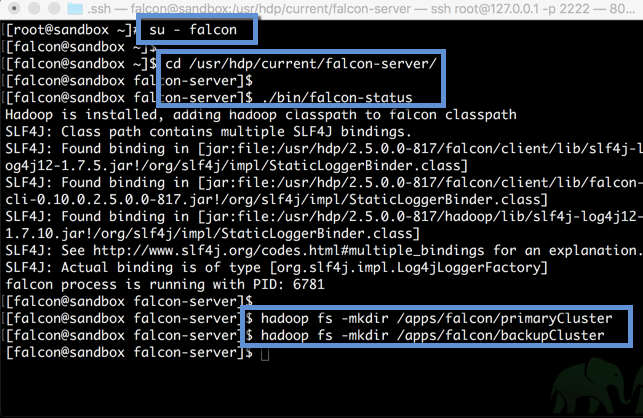 .ssh — falcon@sandbox:/usr/hdp/current/falcon-server — ssh root@127.0.0.1 -p 2222 — 80
[[root@sandbox ~]# su - falcon
[[falcon@sandbox ~]$
[[falcon@sandbox ~]$ cd /usr/hdp/current/falcon-server/
[[falcon@sandbox falcon-server]$
[[falcon@sandbox falcon-server]$ ./bin/falcon-status
Hadoop is installed, adding hadoop classpath to falcon classpath
SLF4J: Class path contains multiple SLF4J bindings.
SLF4J: Found binding in [jar:file:/usr/hdp/2.5.0.0-817/falcon/client/lib/slf4j-l
og4j12-1.7.5.jar!/org/slf4j/impl/StaticLoggerBinder.class]
SLF4J: Found binding in [jar:file:/usr/hdp/2.5.0.0-817/falcon/client/lib/falcon-
cli-0.10.0.2.5.0.0-817.jar!/org/slf4j/impl/StaticLoggerBinder.class]
SLF4J: Found binding in [jar:file:/usr/hdp/2.5.0.0-817/hadoop/lib/slf4j-log4j12-
1.7.10.jar!/org/slf4j/impl/StaticLoggerBinder.class]
SLF4J: See http://www.slf4j.org/codes.html#multiple_bindings for an explanation.
SLF4J: Actual binding is of type [org.slf4j.impl.Log4jLoggerFactory]
falcon process is running with PID: 6781
[[falcon@sandbox falcon-server]$
[[falcon@sandbox falcon-server]$ hadoop fs -mkdir /apps/falcon/primaryCluster
[[falcon@sandbox falcon-server]$ hadoop fs -mkdir /apps/falcon/backupCluster
[falcon@sandbox falcon-server]$